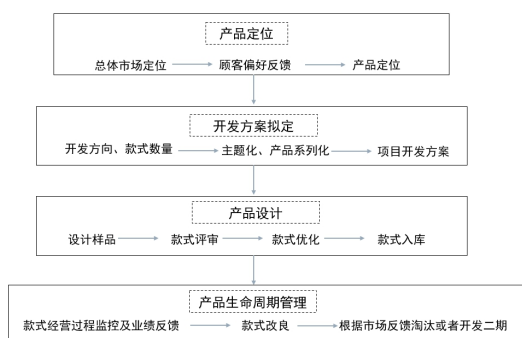 产品定位
总体市场定位 顾客偏好反馈 产品定位
开发方案拟定
开发方向、款式数量 主题化、产品系列化 项目开发方案
产品设计
设计样品 款式评审 款式优化 款式入库
产品生命周期管理
款式经营过程监控及业绩反馈 款式改良 根据市场反馈淘汰或者开发二期